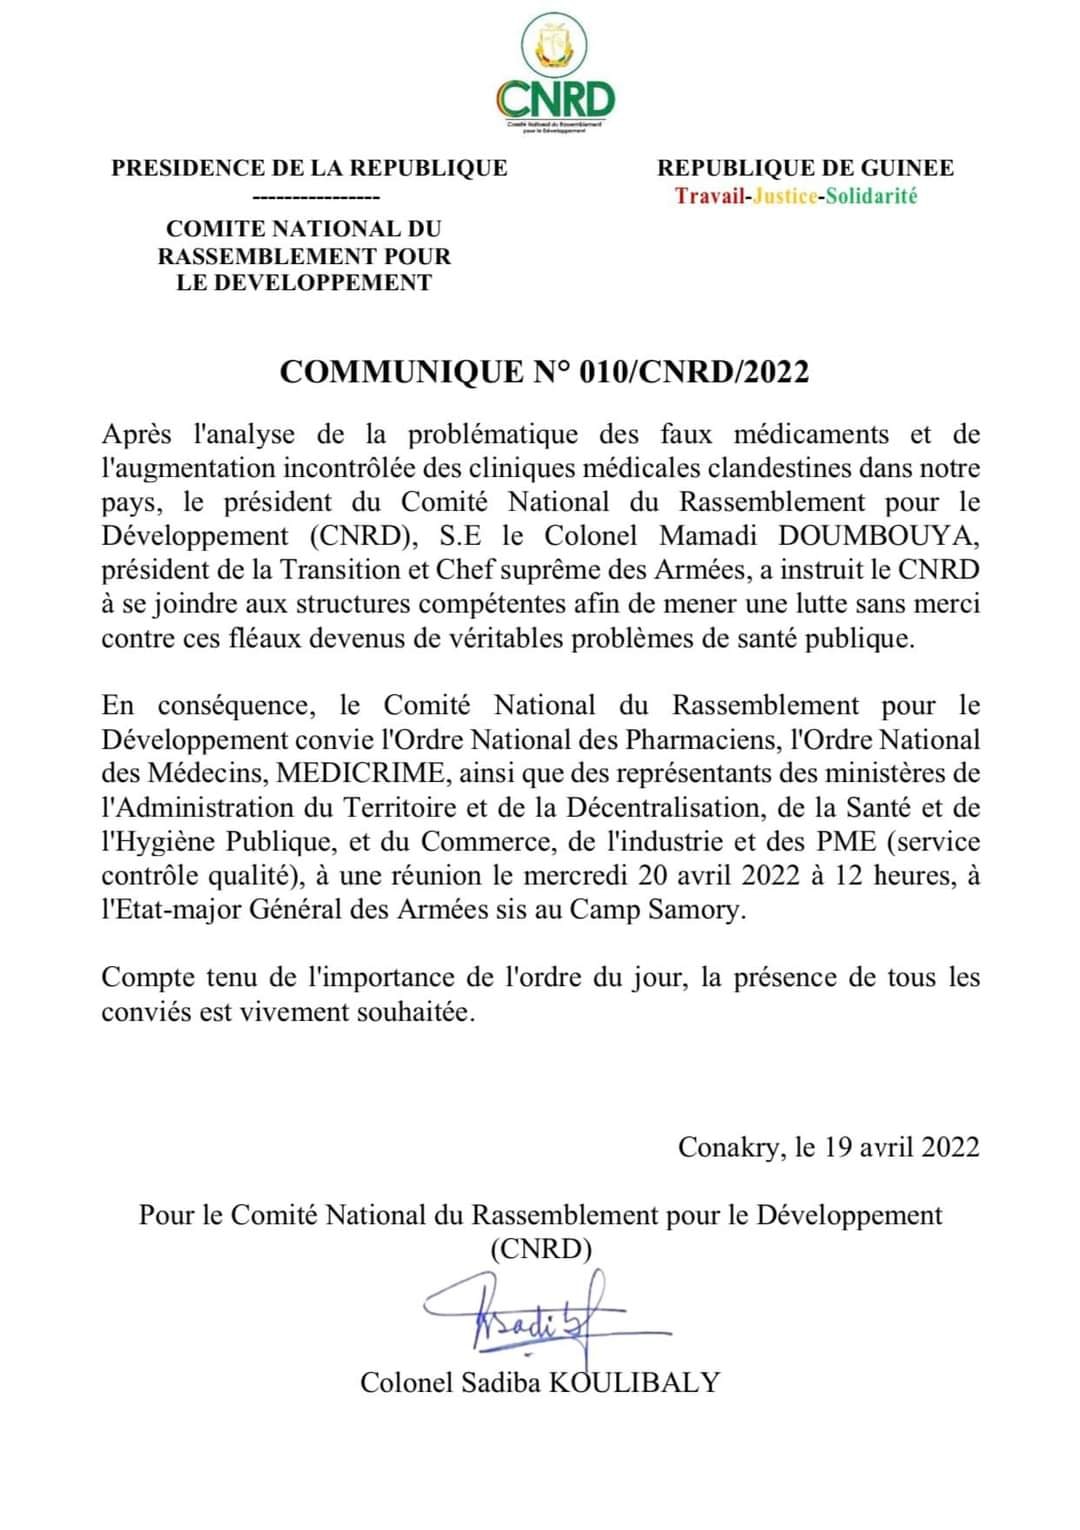 CNRD
Comité National du Rassemblement
pour le Développement
PRESIDENCE DE LA REPUBLIQUE
----------------
COMITE NATIONAL DU
RASSEMBLEMENT POUR
LE DEVELOPPEMENT
REPUBLIQUE DE GUINEE
Travail-Justice-Solidarité
COMMUNIQUE N° 010/CNRD/2022
Après l'analyse de la problématique des faux médicaments et de
l'augmentation incontrôlée des cliniques médicales clandestines dans notre
pays, le président du Comité National du Rassemblement pour le
Développement (CNRD), S.E le Colonel Mamadi DOUMBOUYA,
président de la Transition et Chef suprême des Armées, a instruit le CNRD
à se joindre aux structures compétentes afin de mener une lutte sans merci
contre ces fléaux devenus de véritables problèmes de santé publique.
En conséquence, le Comité National du Rassemblement pour le
Développement convie l'Ordre National des Pharmaciens, l'Ordre National
des Médecins, MEDICRIME, ainsi que des représentants des ministères de
l'Administration du Territoire et de la Décentralisation, de la Santé et de
l'Hygiène Publique, et du Commerce, de l'industrie et des PME (service
contrôle qualité), à une réunion le mercredi 20 avril 2022 à 12 heures, à
l'Etat-major Général des Armées sis au Camp Samory.
Compte tenu de l'importance de l'ordre du jour, la présence de tous les
conviés est vivement souhaitée.
Conakry, le 19 avril 2022
Pour le Comité National du Rassemblement pour le Développement
(CNRD)
Colonel Sadiba KOULIBALY